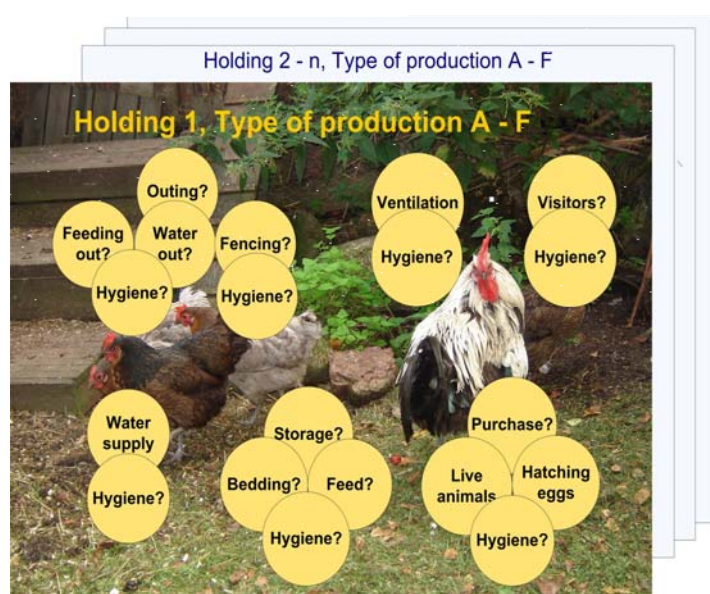 Holding 2 - n, Type of production A - F
Holding 1, Type of production A - F
Outing?
Feeding
out?
Water
out?
Fencing?
Hygiene?
Hygiene?
Ventilation
Hygiene?
Visitors?
Hygiene?
Water
supply
Hygiene?
Storage?
Bedding?
Feed?
Hygiene?
Purchase?
Live
animals
Hatching
eggs
Hygiene?